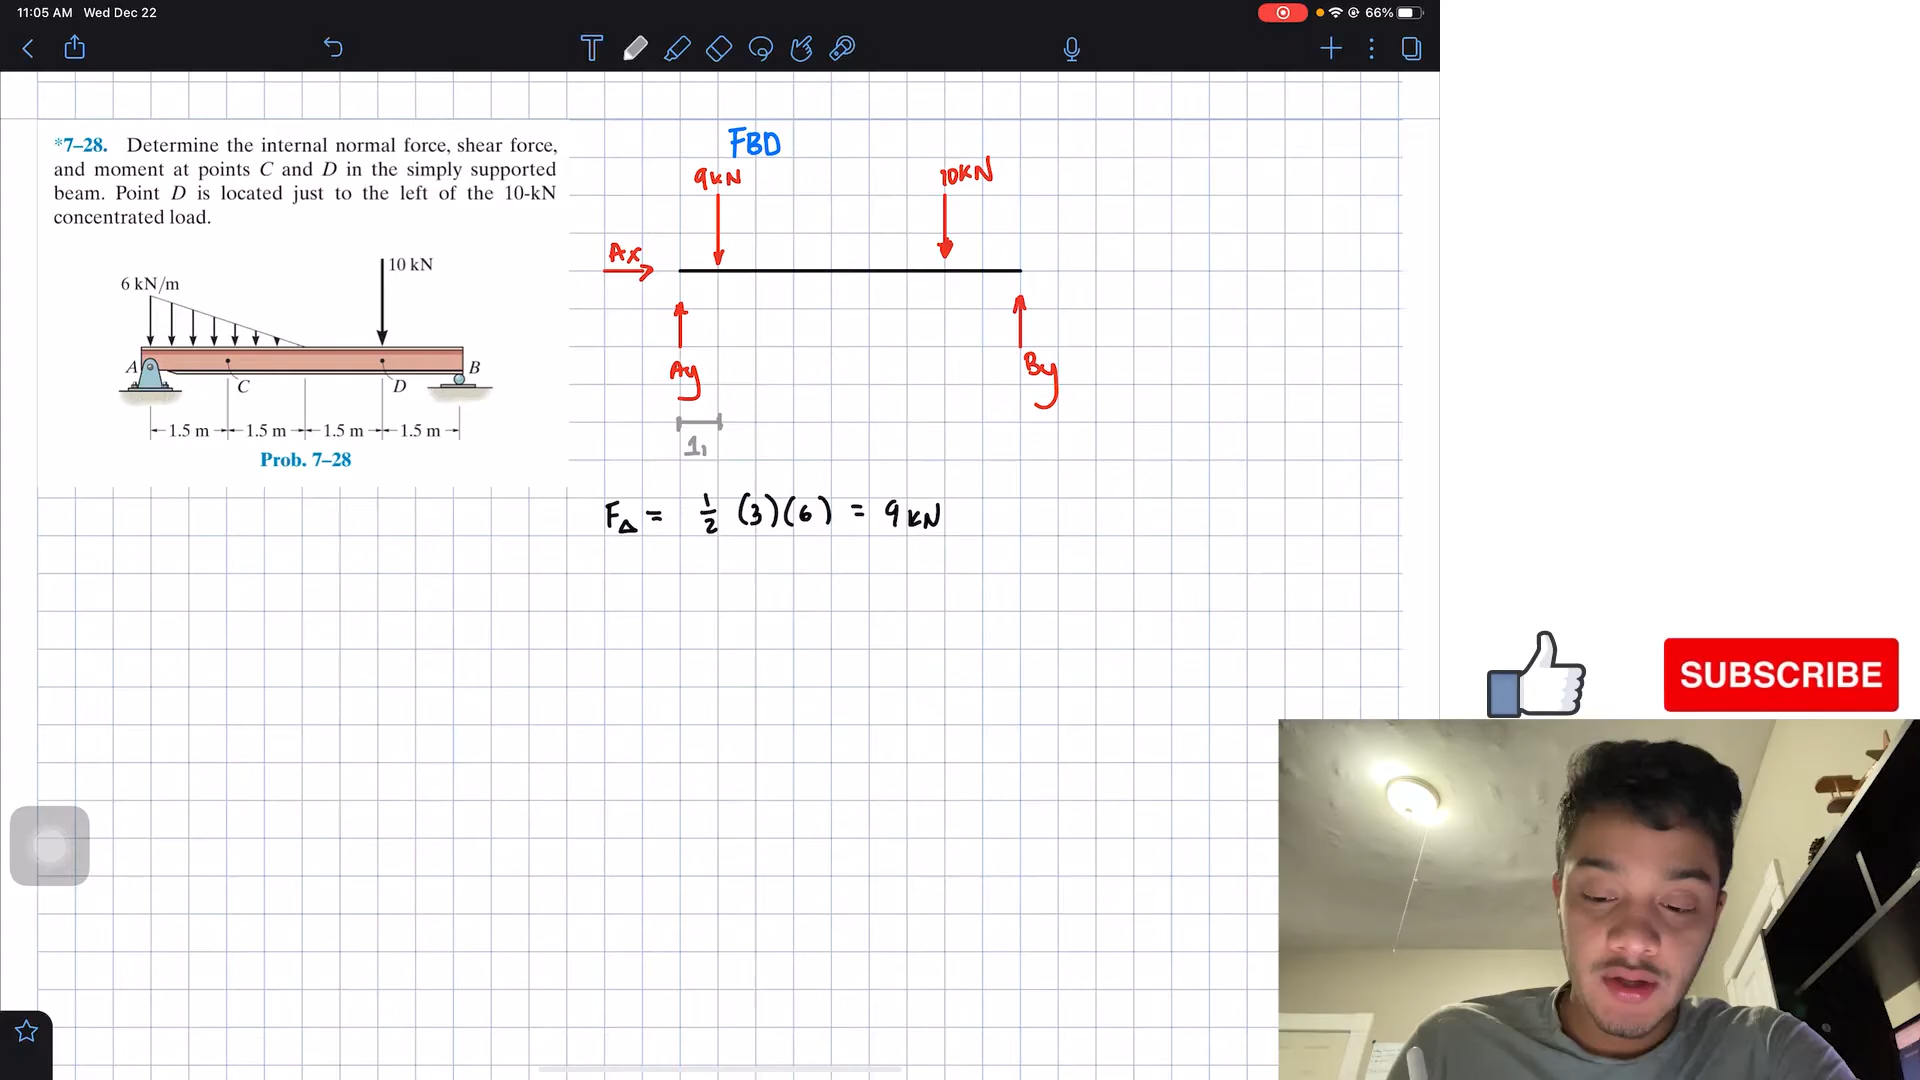 11:05 AM Wed Dec 22
66%
*7–28. Determine the internal normal force, shear force,
and moment at points C and D in the simply supported
beam. Point D is located just to the left of the 10-kN
concentrated load.
6 kN/m
10 kN
A
C
D
B
1.5 m 1.5 m 1.5 m 1.5 m
Prob. 7–28
FBD
9kN
10KN
Ax
Ay
By
1
F△ = 1/2 (3)(6) = 9 kN
SUBSCRIBE